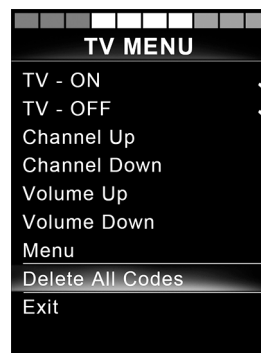 TV MENU
TV - ON
TV - OFF
Channel Up
Channel Down
Volume Up
Volume Down
Menu
Delete All Codes
Exit